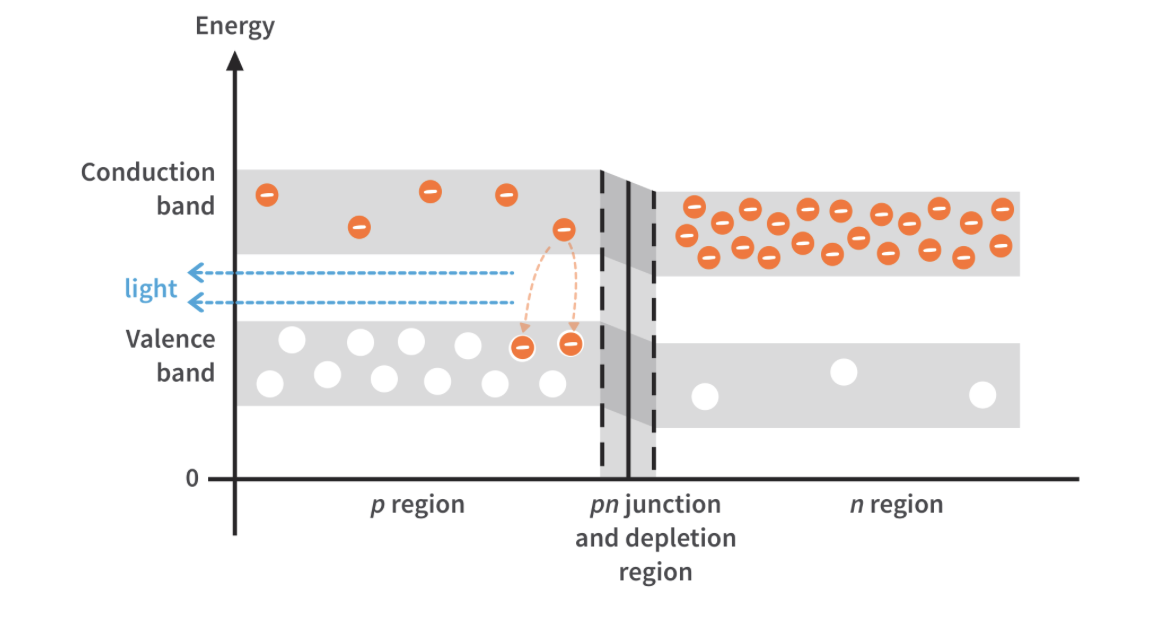 Energy
Conduction
band
light
Valence
band
0
p region
pn junction
and depletion
region
n region